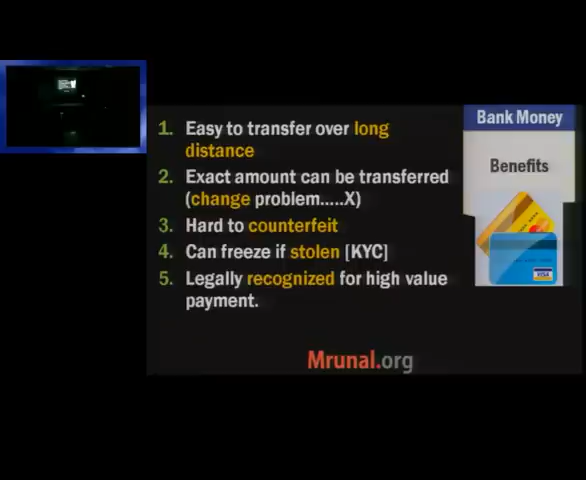 Bank Money
Benefits
1. Easy to transfer over long
distance
2. Exact amount can be transferred
(change problem.....X)
3. Hard to counterfeit
4. Can freeze if stolen [KYC]
5. Legally recognized for high value
payment.
VISA
Mrunal.org